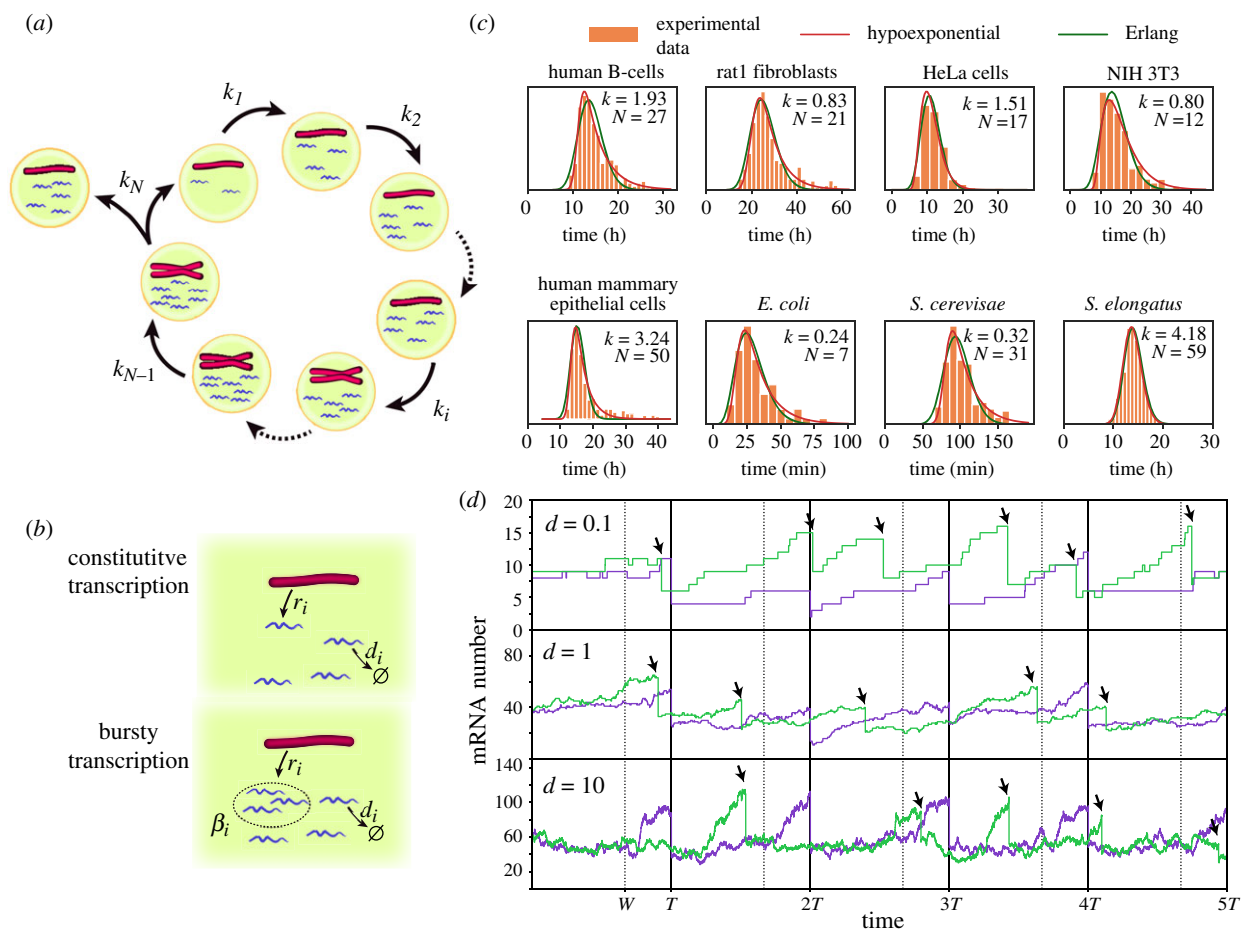 (a)
k1
k2
ki
kN–1
kN
(b)
constitutitve
transcription
ri
di
∅
bursty
transcription
ri
βi
di
∅
(c)
experimental
data
hypoexponential
Erlang
human B-cells
k = 1.93
N = 27
0 10 20 30
time (h)
rat1 fibroblasts
k = 0.83
N = 21
0 20 40 60
time (h)
HeLa cells
k = 1.51
N =17
0 10 20 30
time (h)
NIH 3T3
k = 0.80
N =12
0 10 20 30 40
time (h)
human mammary
epithelial cells
k = 3.24
N = 50
0 10 20 30 40
time (h)
E. coli
k = 0.24
N = 7
0 25 50 75 100
time (min)
S. cerevisae
k = 0.32
N = 31
0 50 100 150
time (min)
S. elongatus
k = 4.18
N = 59
0 10 20 30
time (h)
(d)
mRNA number
d = 0.1
20
15
10
5
0
d = 1
80
40
0
d = 10
140
100
60
20
0
W T 2T 3T 4T 5T
time